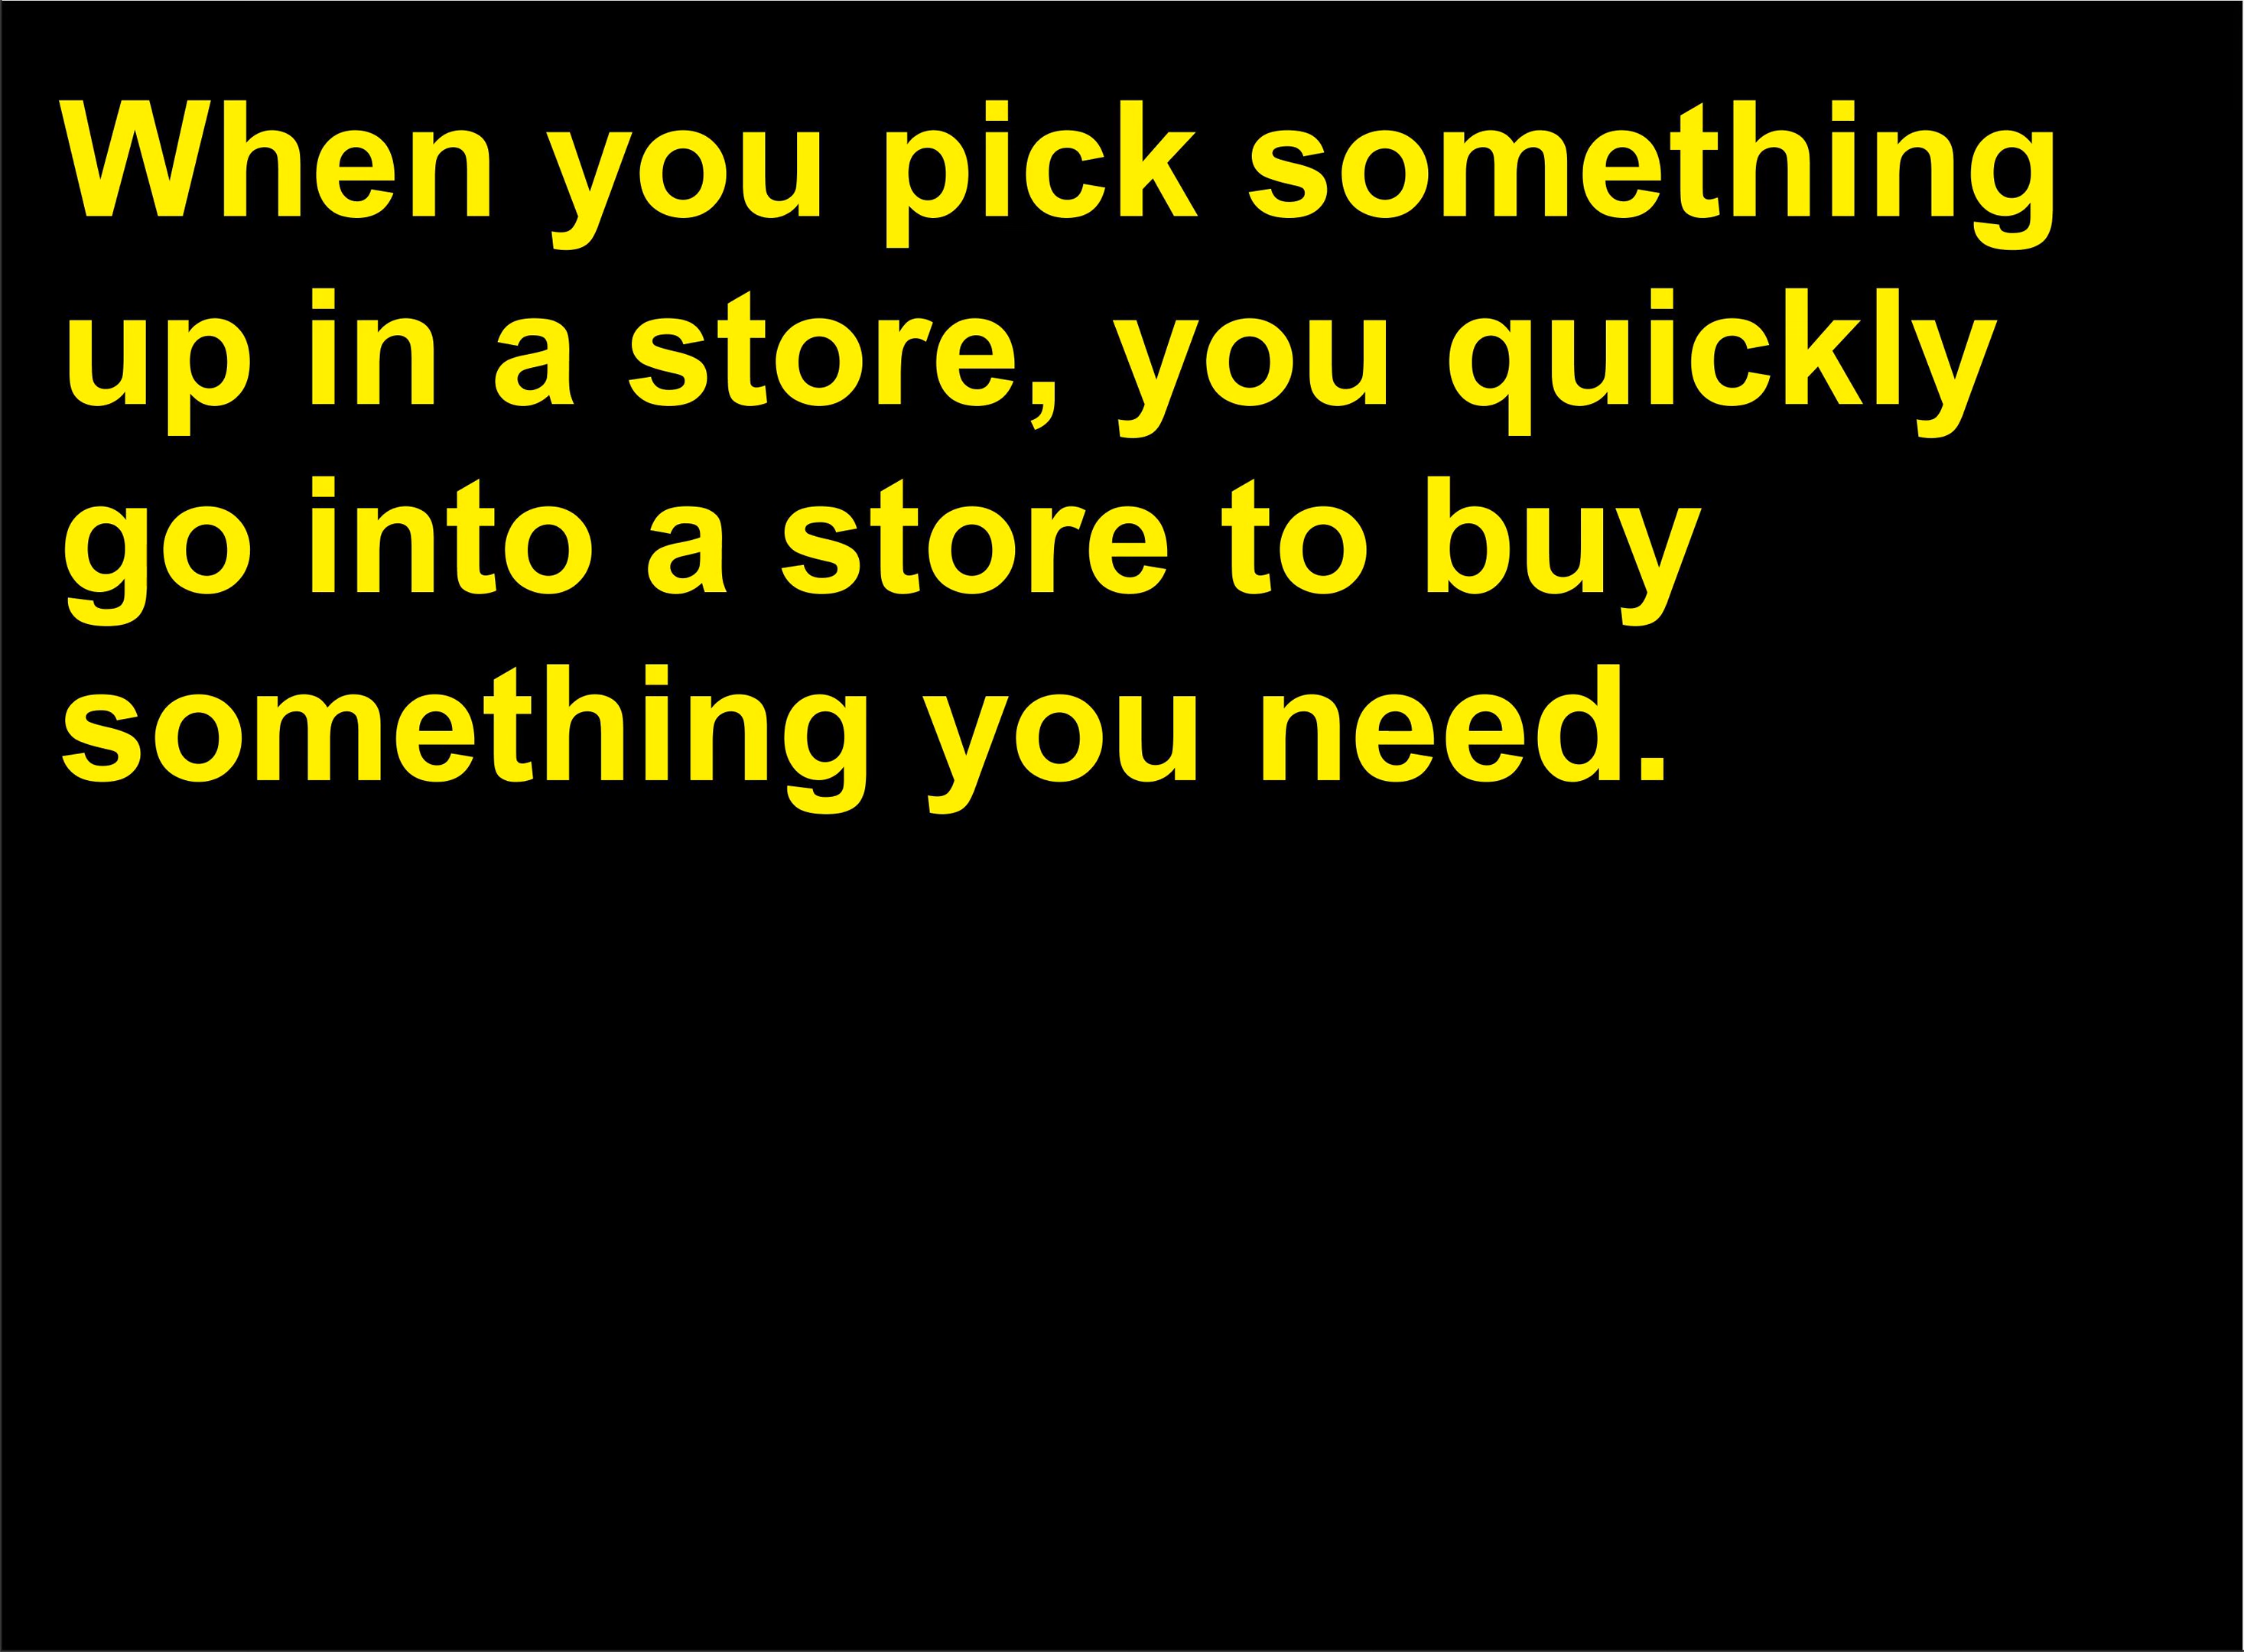 When you pick something
up in a store, you quickly
go into a store to buy
something you need.